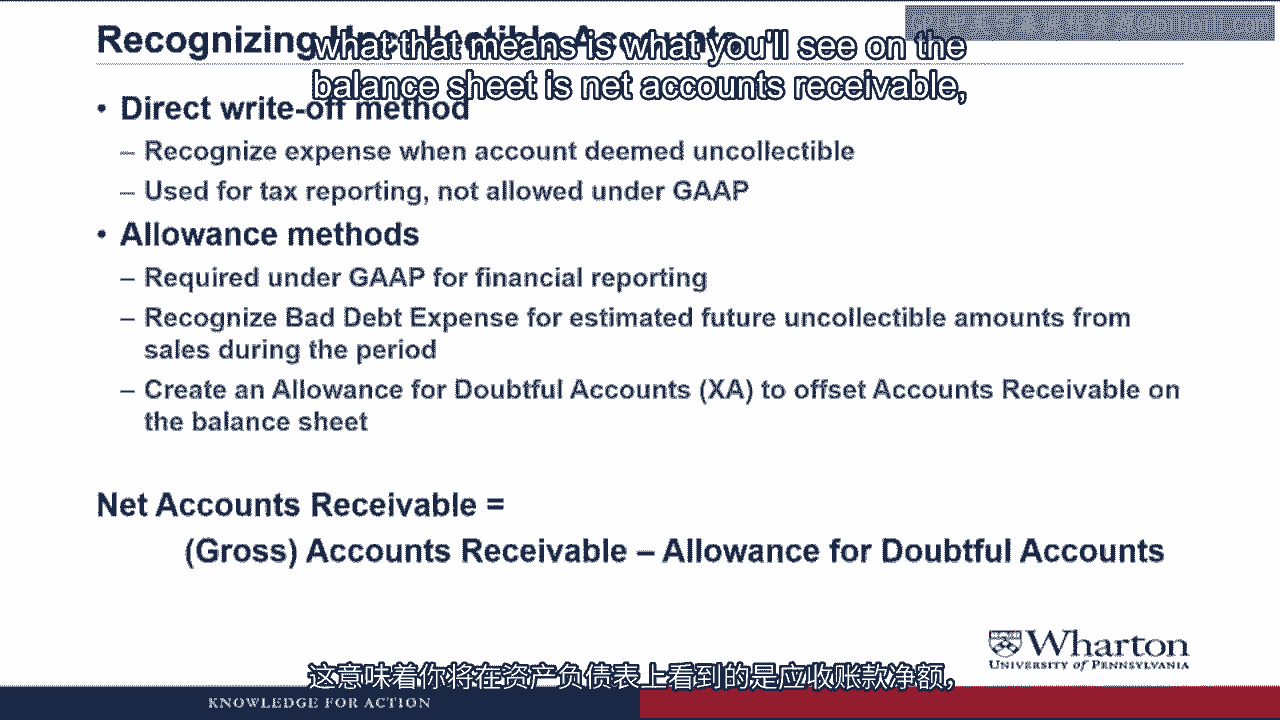 Recognizing Uncollectible Accounts
what that means is what you'll see on the
balance sheet is net accounts receivable,
• Direct write-off method
– Recognize expense when account deemed uncollectible
– Used for tax reporting, not allowed under GAAP
• Allowance methods
– Required under GAAP for financial reporting
– Recognize Bad Debt Expense for estimated future uncollectible amounts from
sales during the period
– Create an Allowance for Doubtful Accounts (XA) to offset Accounts Receivable on
the balance sheet
Net Accounts Receivable =
(Gross) Accounts Receivable – Allowance for Doubtful Accounts
Wharton
UNIVERSITY of PENNSYLVANIA
这意味着你将在资产负债表上看到的是应收账款净额，
KNOWLEDGE FOR ACTION